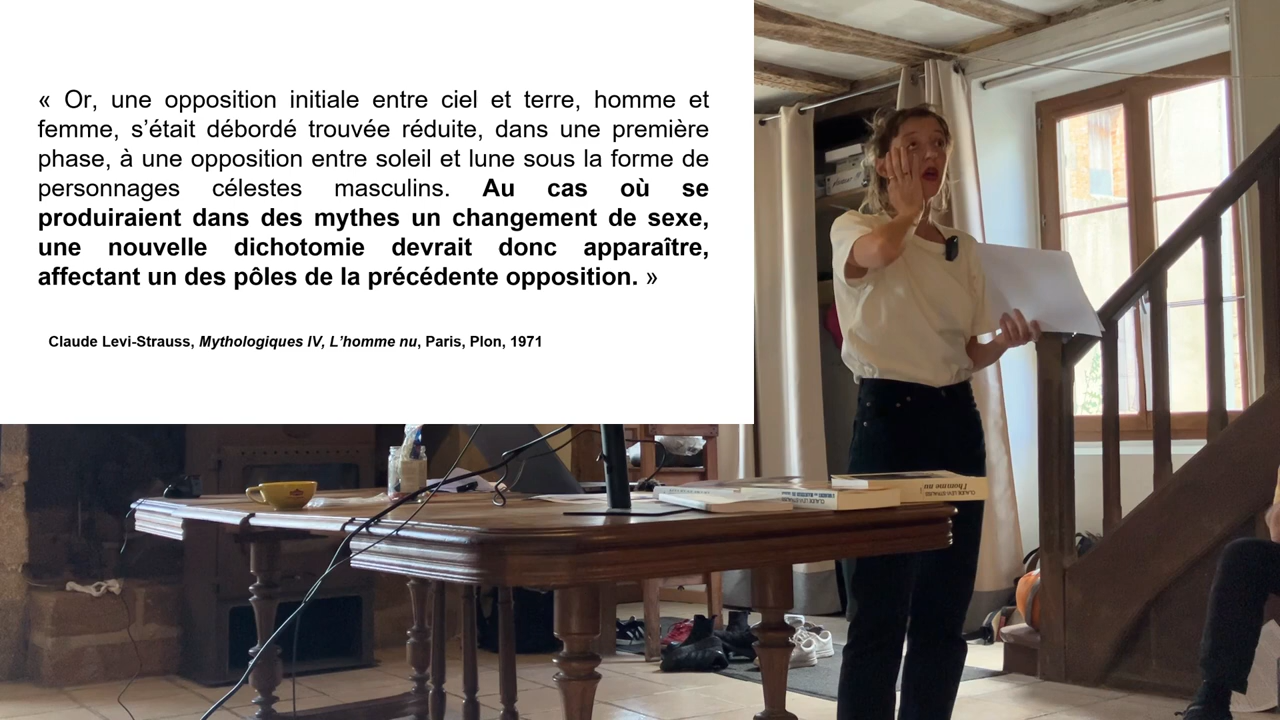 « Or, une opposition initiale entre ciel et terre, homme et
femme, s’était débordé trouvée réduite, dans une première
phase, à une opposition entre soleil et lune sous la forme de
personnages célestes masculins. Au cas où se
produiraient dans des mythes un changement de sexe,
une nouvelle dichotomie devrait donc apparaître,
affectant un des pôles de la précédente opposition. »
Claude Levi-Strauss, Mythologiques IV, L’homme nu, Paris, Plon, 1971
CLAUDE LÉVI-STRAUSS
l'homme nu